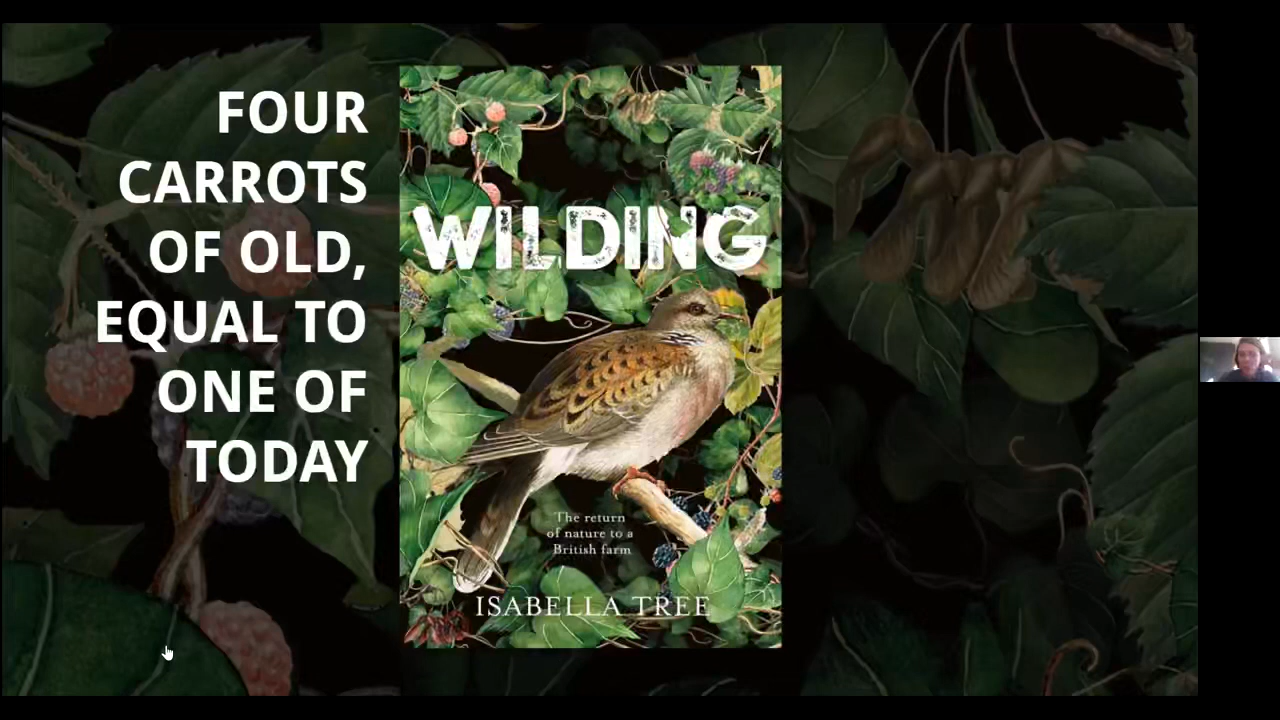 FOUR
CARROTS
OF OLD,
EQUAL TO
ONE OF
TODAY
WILDING
The return
of nature to a
British farm
ISABELLA TREE